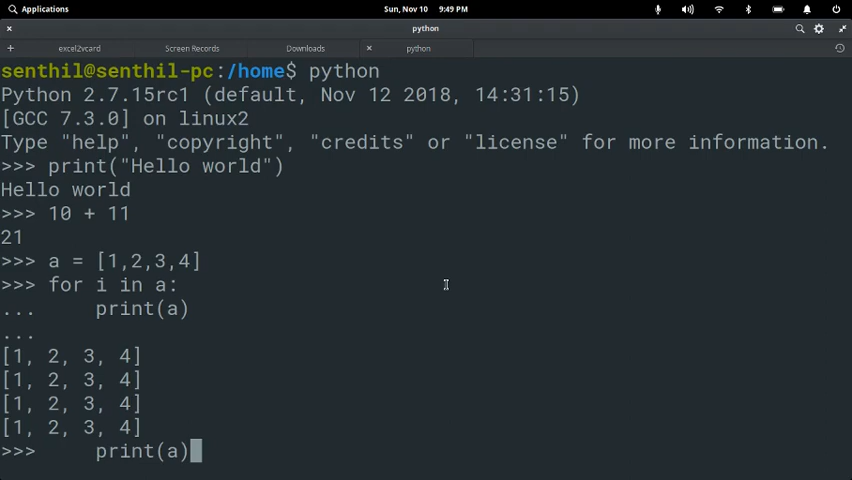 Applications
Sun, Nov 10 9:49 PM
python
excel2vcard Screen Records Downloads python
senthil@senthil-pc:/home$ python
Python 2.7.15rc1 (default, Nov 12 2018, 14:31:15)
[GCC 7.3.0] on linux2
Type "help", "copyright", "credits" or "license" for more information.
>>> print("Hello world")
Hello world
>>> 10 + 11
21
>>> a = [1,2,3,4]
>>> for i in a:
...     print(a)
...
[1, 2, 3, 4]
[1, 2, 3, 4]
[1, 2, 3, 4]
[1, 2, 3, 4]
>>>     print(a)